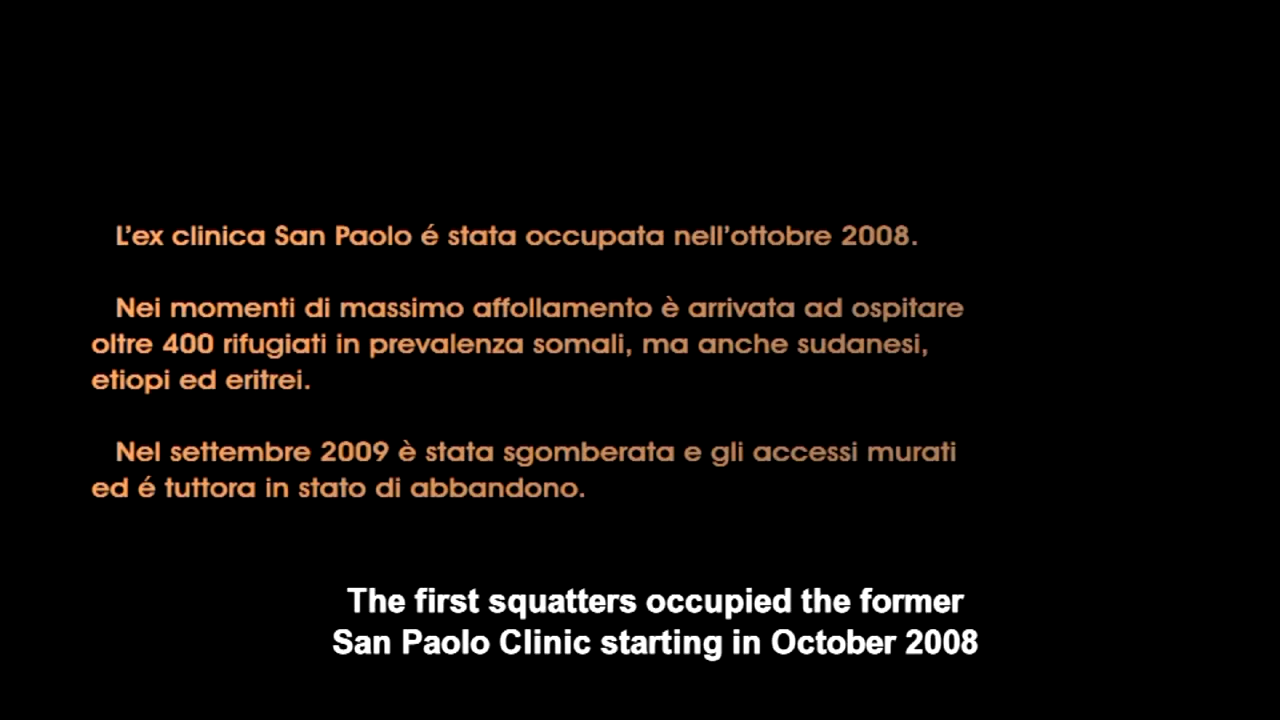 L'ex clinica San Paolo é stata occupata nell'ottobre 2008.
Nei momenti di massimo affollamento è arrivata ad ospitare
oltre 400 rifugiati in prevalenza somali, ma anche sudanesi,
etiopi ed eritrei.
Nel settembre 2009 è stata sgomberata e gli accessi murati
ed é tuttora in stato di abbandono.
The first squatters occupied the former
San Paolo Clinic starting in October 2008